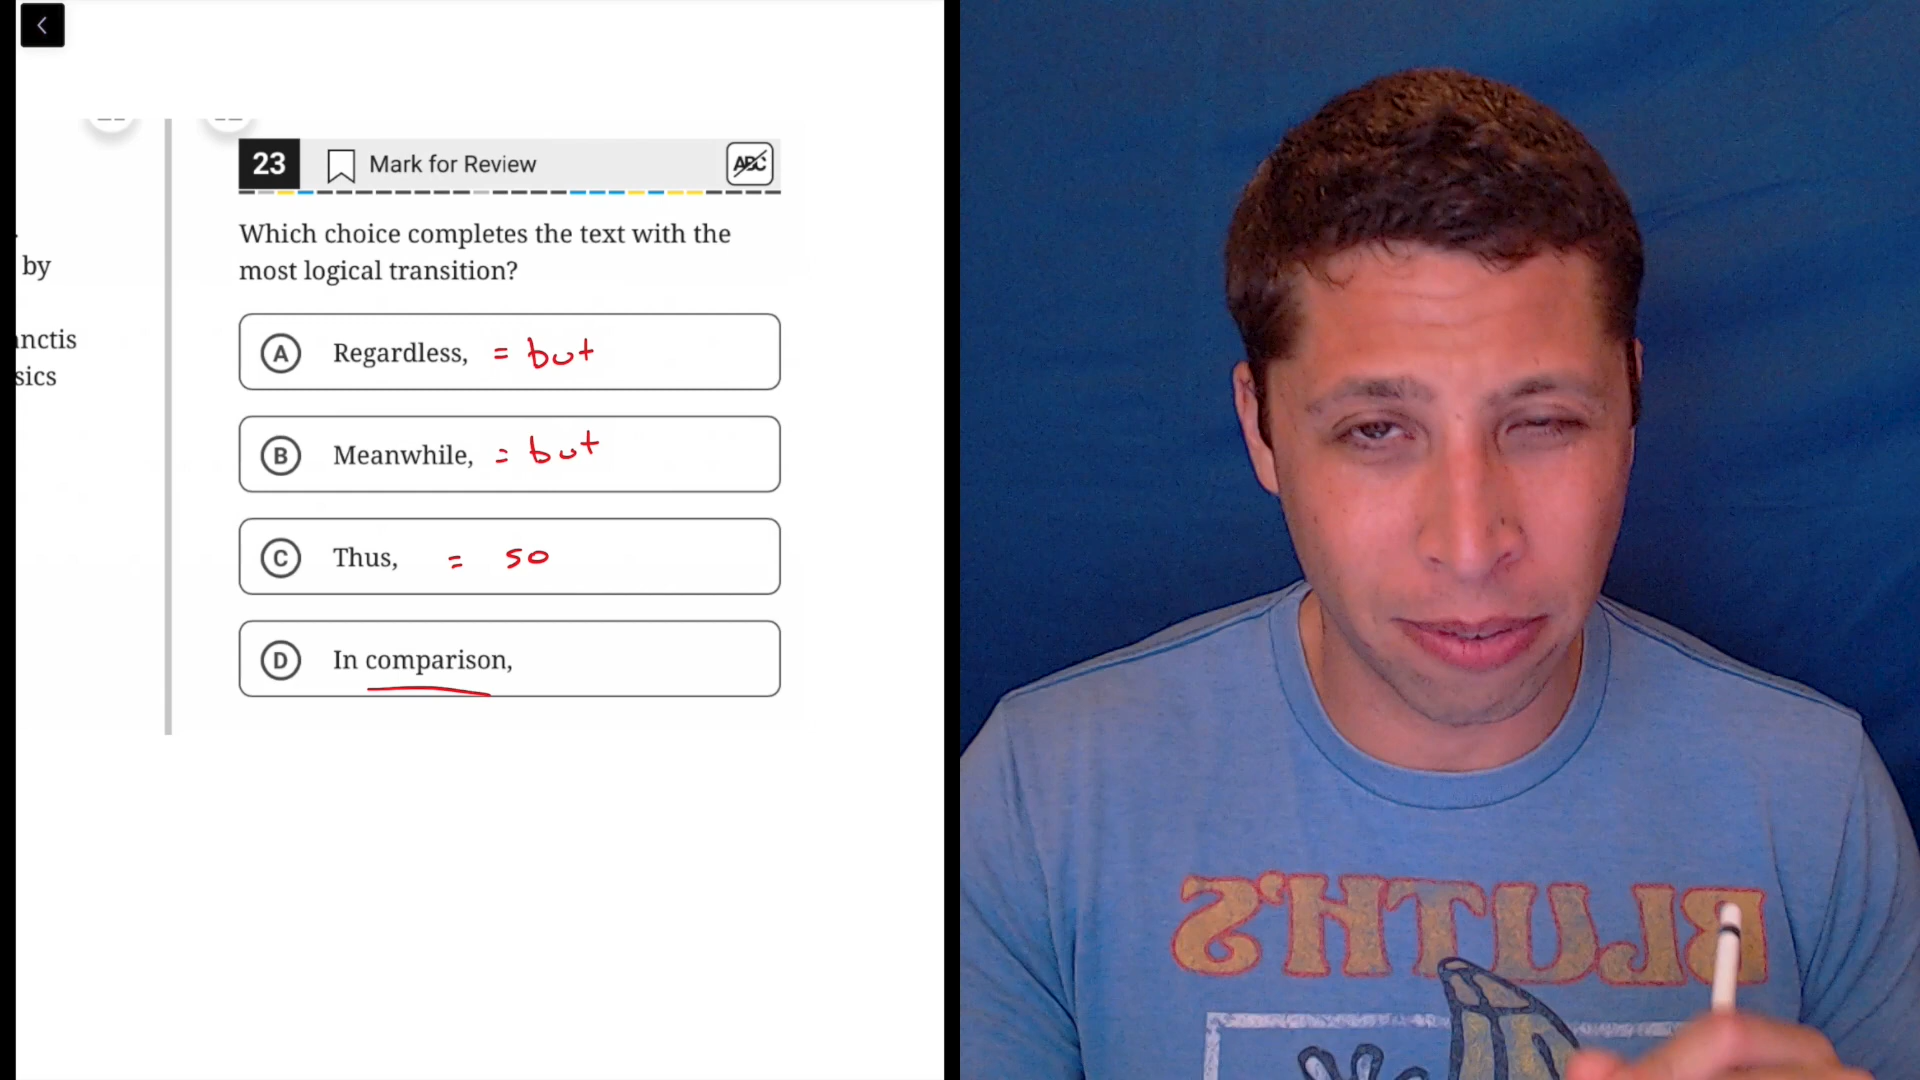 23 Mark for Review ABC
Which choice completes the text with the
most logical transition?
by
A Regardless, = but
B Meanwhile, = but
C Thus, = so
D In comparison,
nctis
sics
BLUTH'S